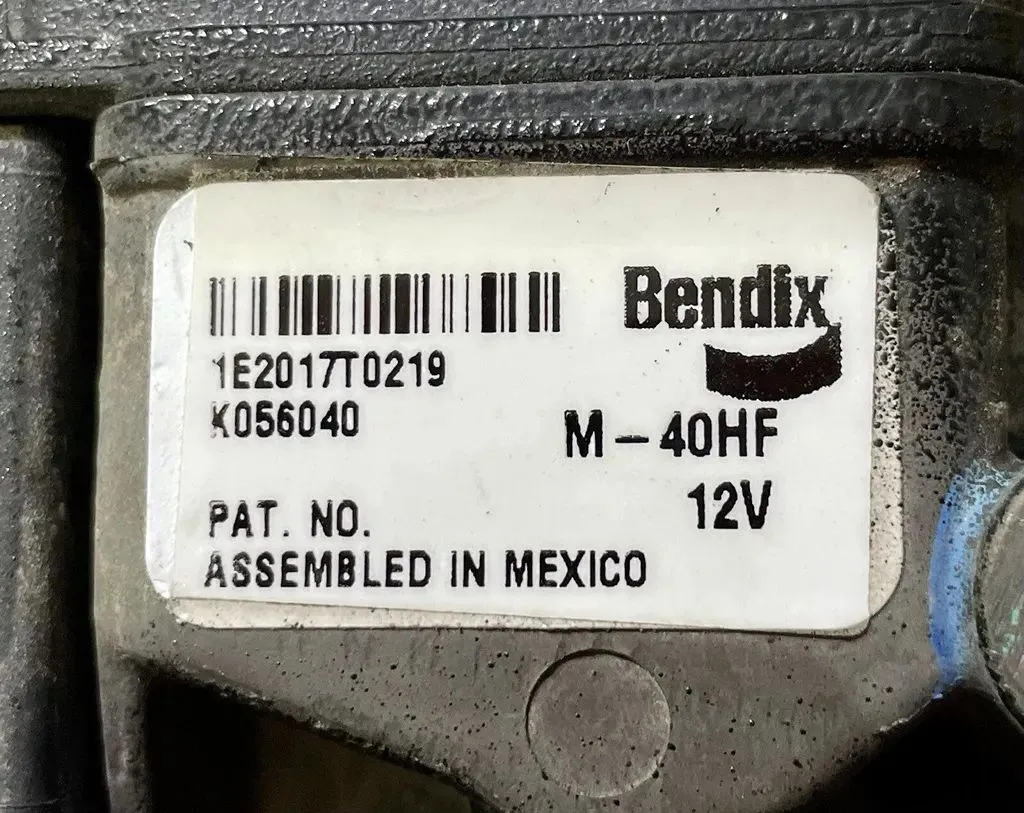 Bendix
1E2017T0219
K056040
M-40HF
12V
PAT. NO.
ASSEMBLED IN MEXICO